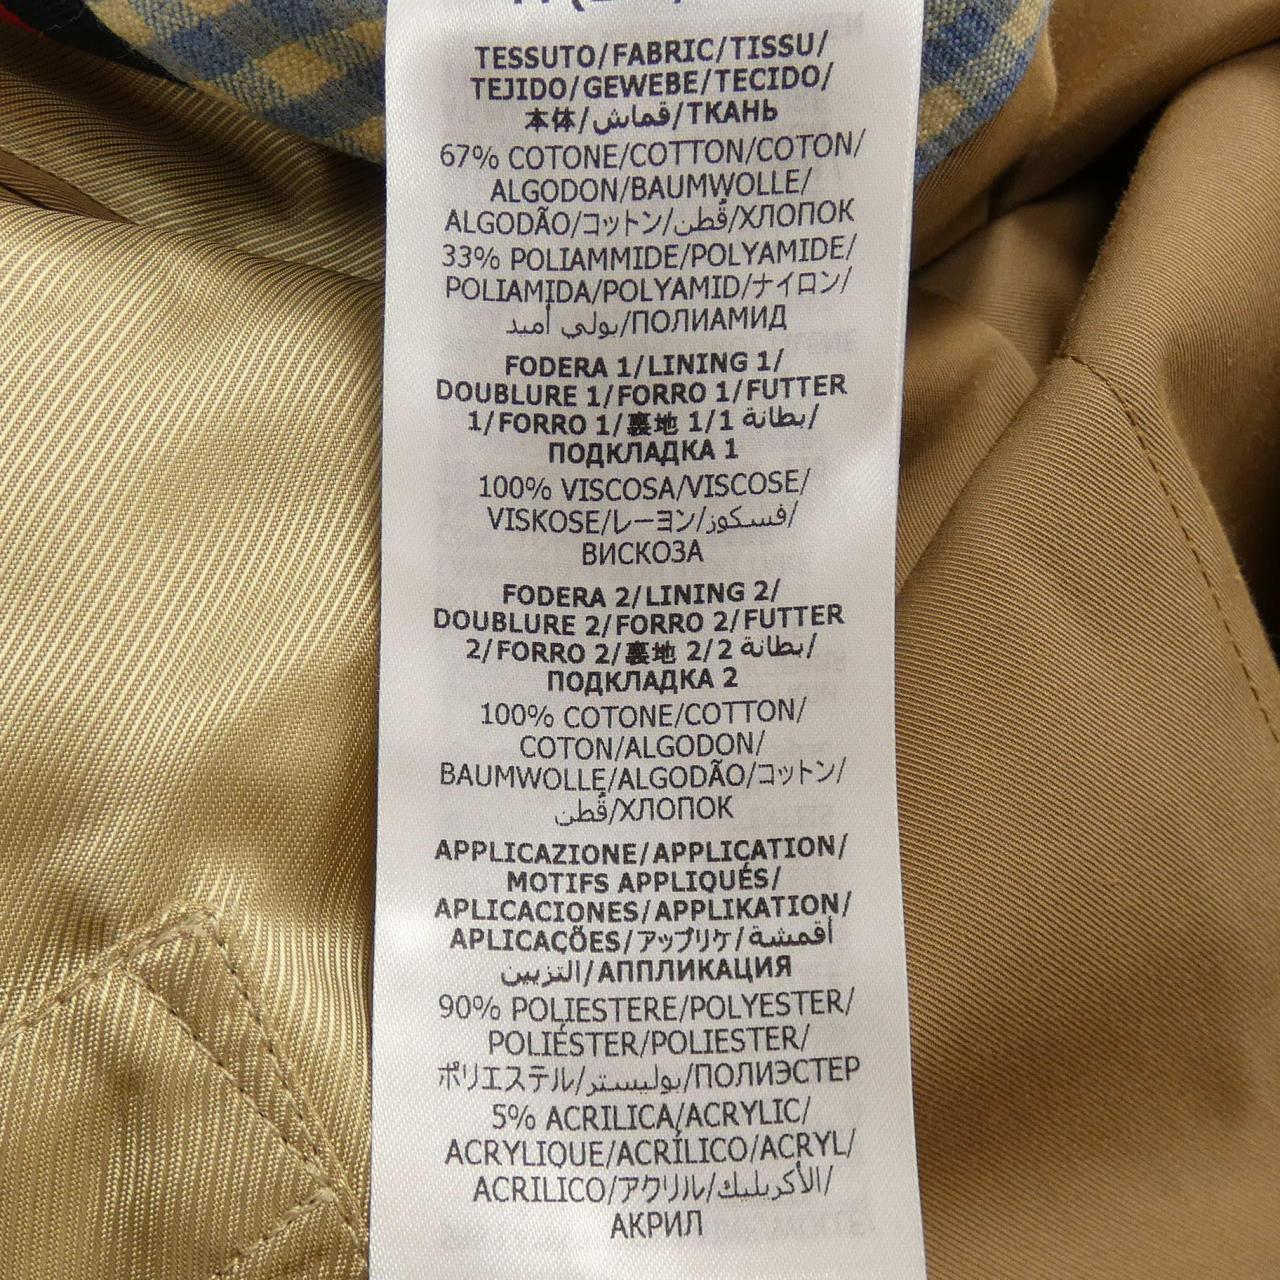 TESSUTO/FABRIC/TISSU/
TEJIDO/GEWEBE/TECIDO/
本体/قماش/ТКАНЬ
67% COTONE/COTTON/COTON/
ALGODON/BAUMWOLLE/
ALGODÃO/コットン/قُطن/ХЛОПОК
33% POLIAMMIDE/POLYAMIDE/
POLIAMIDA/POLYAMID/ナイロン/
بولي أميد/ПОЛИАМИД
FODERA 1/LINING 1/
DOUBLURE 1/FORRO 1/FUTTER
1/FORRO 1/裏地 1/1 بطانة/
ПОДКЛАДКА 1
100% VISCOSA/VISCOSE/
VISKOSE/レーヨン/فسكوز/
ВИСКОЗА
FODERA 2/LINING 2/
DOUBLURE 2/FORRO 2/FUTTER
2/FORRO 2/裏地 2/2 بطانة/
ПОДКЛАДКА 2
100% COTONE/COTTON/
COTON/ALGODON/
BAUMWOLLE/ALGODÃO/コットン/
قُطن/ХЛОПОК
APPLICAZIONE/APPLICATION/
MOTIFS APPLIQUÉS/
APLICACIONES/APPLIKATION/
APLICAÇÕES/アップリケ/أقمشة
التزيين/АППЛИКАЦИЯ
90% POLIESTERE/POLYESTER/
POLIÉSTER/POLIESTER/
ポリエステル/بوليستر/ПОЛИЭСТЕР
5% ACRILICA/ACRYLIC/
ACRYLIQUE/ACRÍLICO/ACRYL/
ACRILICO/アクリル/الأكريليك/
АКРИЛ